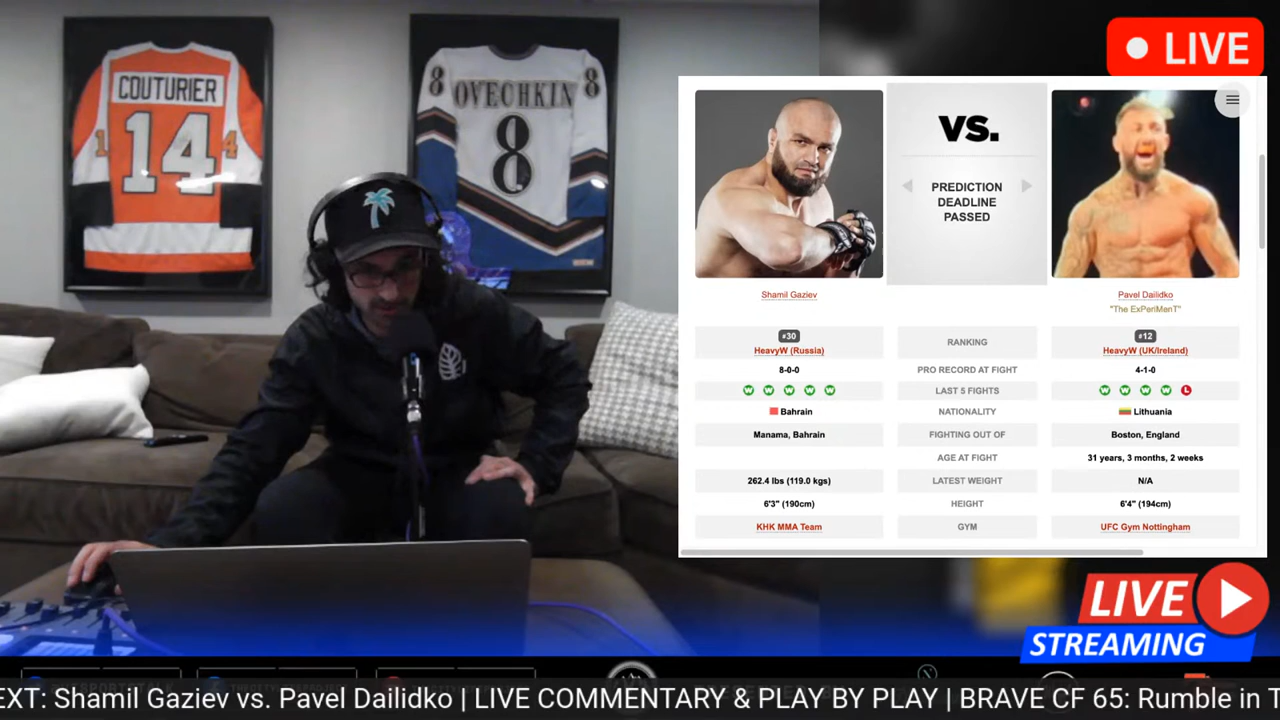 COUTURIER
14
14
8
OVECHKIN
8
8
LIVE
VS.
PREDICTION
DEADLINE
PASSED
Shamil Gaziev
Pavel Dailidko
"The ExPeriMenT"
#30
HeavyW (Russia)
RANKING
#12
HeavyW (UK/Ireland)
8-0-0
PRO RECORD AT FIGHT
4-1-0
W W W W W
LAST 5 FIGHTS
W W W W L
Bahrain
NATIONALITY
Lithuania
Manama, Bahrain
FIGHTING OUT OF
Boston, England
AGE AT FIGHT
31 years, 3 months, 2 weeks
262.4 lbs (119.0 kgs)
LATEST WEIGHT
N/A
6'3" (190cm)
HEIGHT
6'4" (194cm)
KHK MMA Team
GYM
UFC Gym Nottingham
LIVE
STREAMING
EXT: Shamil Gaziev vs. Pavel Dailidko | LIVE COMMENTARY & PLAY BY PLAY | BRAVE CF 65: Rumble in T